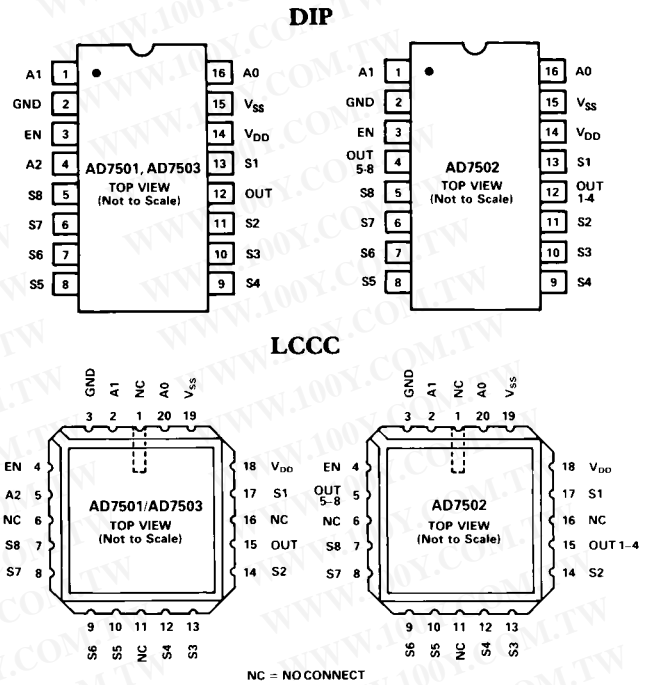 DIP
A1 1 16 A0
GND 2 15 VSS
EN 3 14 VDD
A2 4 13 S1
S8 5 12 OUT
S7 6 11 S2
S6 7 10 S3
S5 8 9 S4
AD7501, AD7503
TOP VIEW
(Not to Scale)
A1 1 16 A0
GND 2 15 VSS
EN 3 14 VDD
OUT 5-8 4 13 S1
S8 5 12 OUT 1-4
S7 6 11 S2
S6 7 10 S3
S5 8 9 S4
AD7502
TOP VIEW
(Not to Scale)
LCCC
GND A1 NC A0 VSS
3 2 1 20 19
EN 4 18 VDD
A2 5 17 S1
NC 6 16 NC
S8 7 15 OUT
S7 8 14 S2
AD7501/AD7503
TOP VIEW
(Not to Scale)
9 10 11 12 13
S6 S5 NC S4 S3
GND A1 NC A0 VSS
3 2 1 20 19
EN 4 18 VDD
OUT 5–8 5 17 S1
NC 6 16 NC
S8 7 15 OUT 1–4
S7 8 14 S2
AD7502
TOP VIEW
(Not to Scale)
9 10 11 12 13
S6 S5 NC S4 S3
NC = NO CONNECT
WWW.100Y.COM.TW